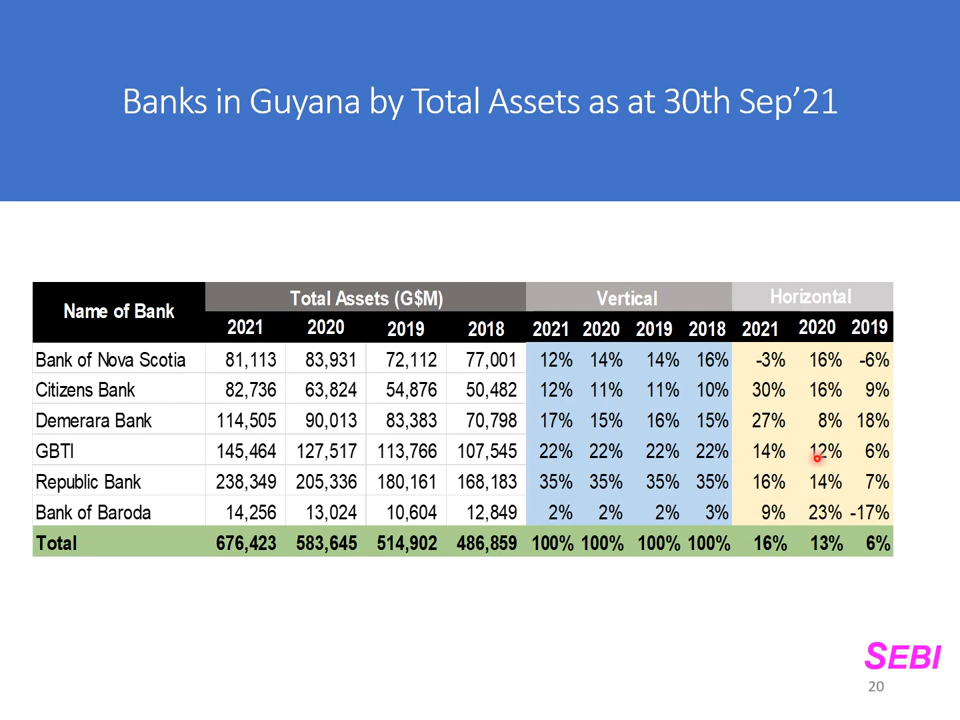 Banks in Guyana by Total Assets as at 30th Sep’21
Name of Bank Total Assets (G$M) Vertical Horizontal
2021 2020 2019 2018 2021 2020 2019 2018 2021 2020 2019
Bank of Nova Scotia 81,113 83,931 72,112 77,001 12% 14% 14% 16% -3% 16% -6%
Citizens Bank 82,736 63,824 54,876 50,482 12% 11% 11% 10% 30% 16% 9%
Demerara Bank 114,505 90,013 83,383 70,798 17% 15% 16% 15% 27% 8% 18%
GBTI 145,464 127,517 113,766 107,545 22% 22% 22% 22% 14% 12% 6%
Republic Bank 238,349 205,336 180,161 168,183 35% 35% 35% 35% 16% 14% 7%
Bank of Baroda 14,256 13,024 10,604 12,849 2% 2% 2% 3% 9% 23% -17%
Total 676,423 583,645 514,902 486,859 100% 100% 100% 100% 16% 13% 6%
SEBI
20